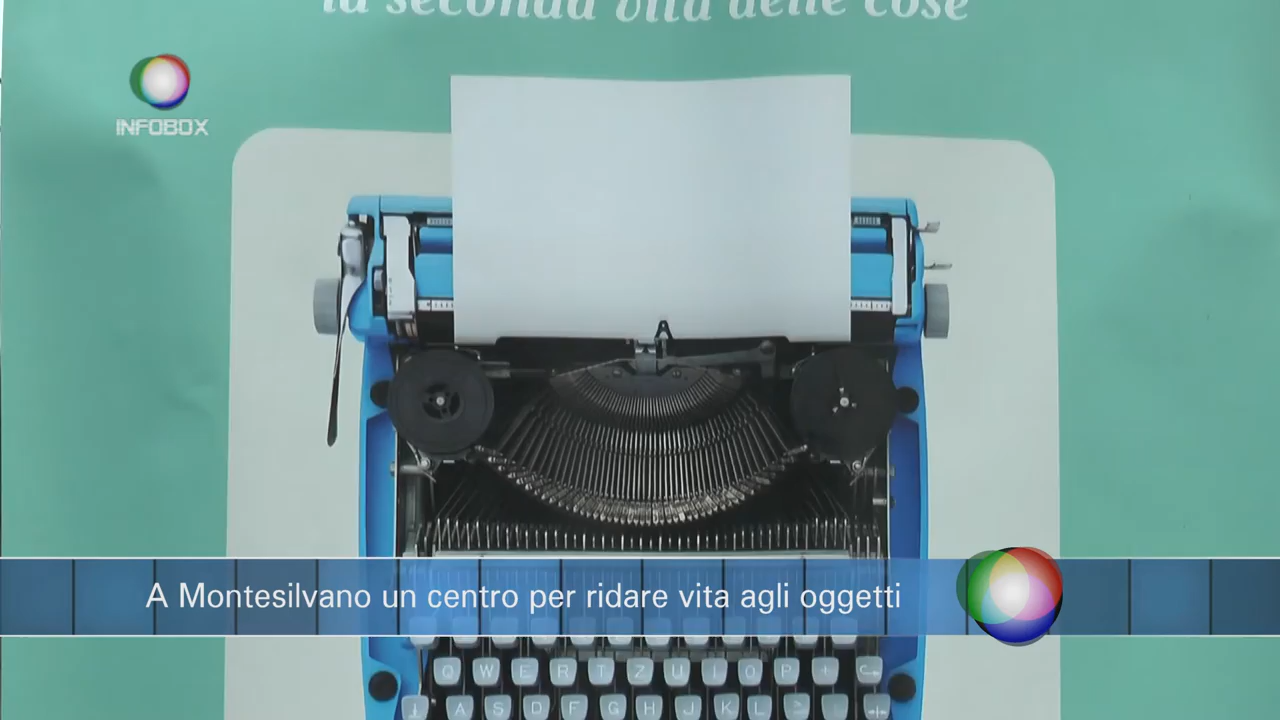 la seconda vita delle cose
INFOBOX
A Montesilvano un centro per ridare vita agli oggetti
Q W E R T Z U I O P +
A S D F G H J K L